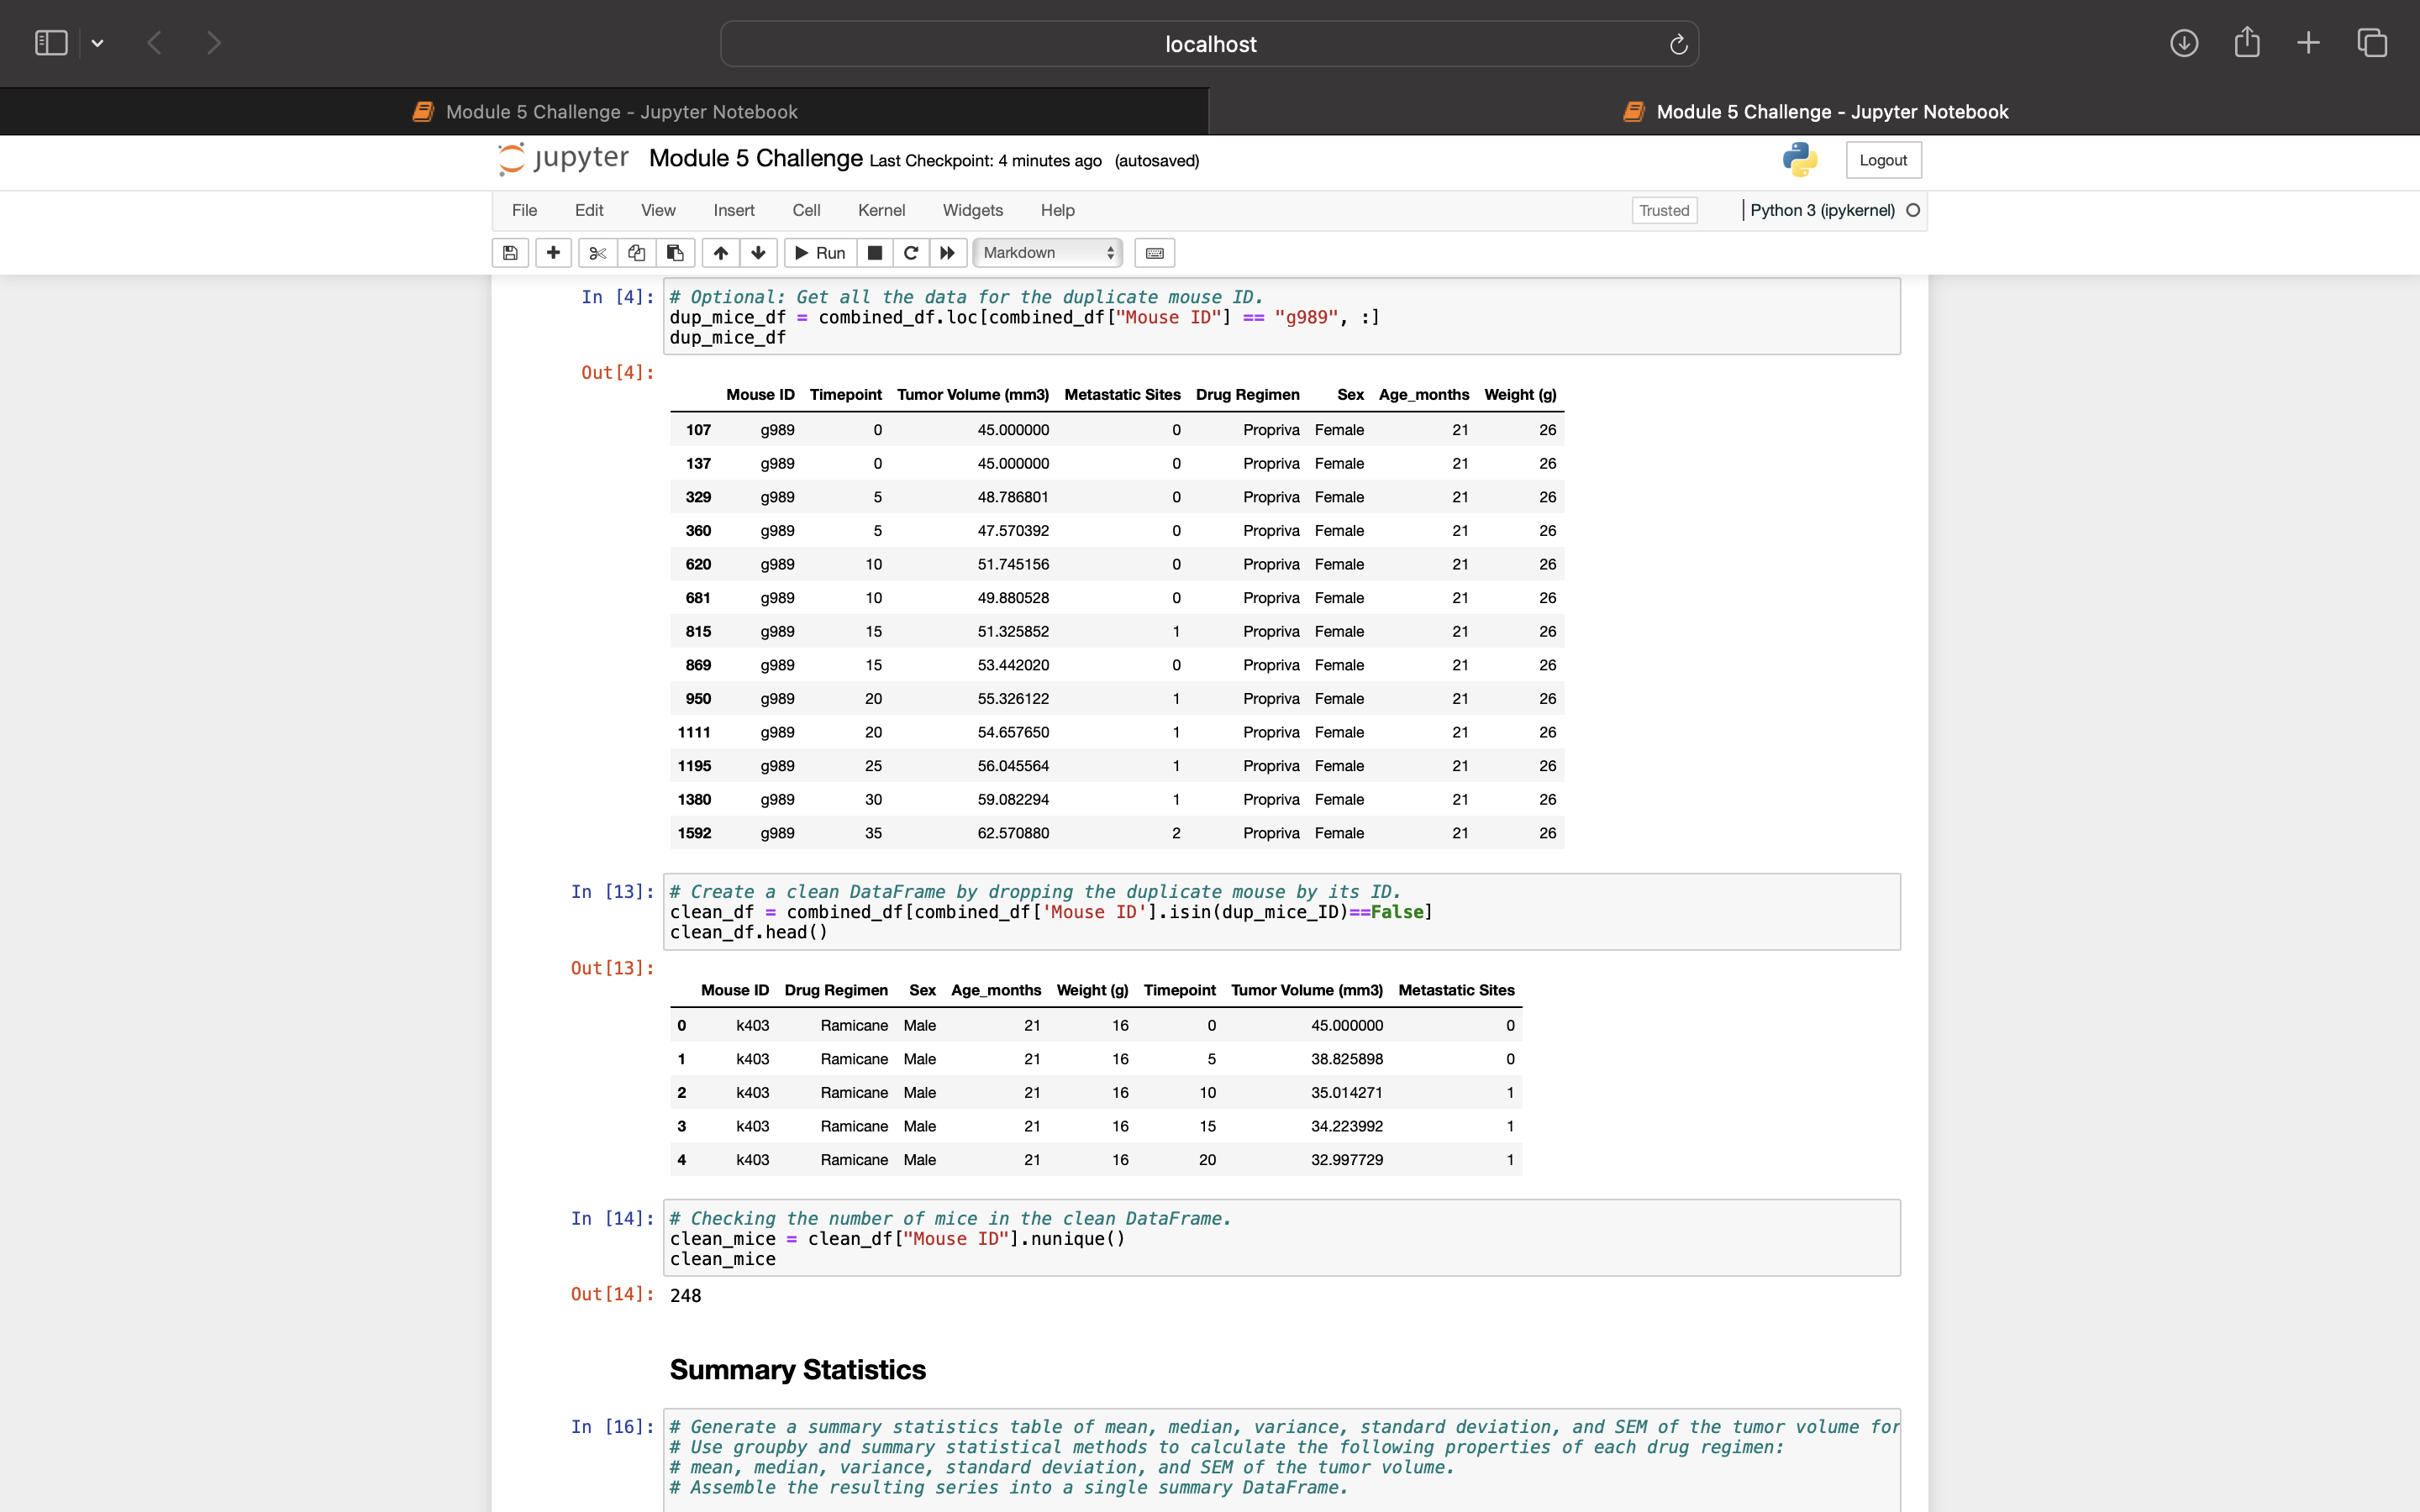 localhost
Module 5 Challenge - Jupyter Notebook
Module 5 Challenge - Jupyter Notebook
jupyter Module 5 Challenge Last Checkpoint: 4 minutes ago (autosaved)
Logout
File Edit View Insert Cell Kernel Widgets Help
Trusted
Python 3 (ipykernel)
Run
Markdown
In [4]: # Optional: Get all the data for the duplicate mouse ID.
dup_mice_df = combined_df.loc[combined_df["Mouse ID"] == "g989", :]
dup_mice_df
Out[4]:
Mouse ID Timepoint Tumor Volume (mm3) Metastatic Sites Drug Regimen Sex Age_months Weight (g)
107 g989 0 45.000000 0 Propriva Female 21 26
137 g989 0 45.000000 0 Propriva Female 21 26
329 g989 5 48.786801 0 Propriva Female 21 26
360 g989 5 47.570392 0 Propriva Female 21 26
620 g989 10 51.745156 0 Propriva Female 21 26
681 g989 10 49.880528 0 Propriva Female 21 26
815 g989 15 51.325852 1 Propriva Female 21 26
869 g989 15 53.442020 0 Propriva Female 21 26
950 g989 20 55.326122 1 Propriva Female 21 26
1111 g989 20 54.657650 1 Propriva Female 21 26
1195 g989 25 56.045564 1 Propriva Female 21 26
1380 g989 30 59.082294 1 Propriva Female 21 26
1592 g989 35 62.570880 2 Propriva Female 21 26
In [13]: # Create a clean DataFrame by dropping the duplicate mouse by its ID.
clean_df = combined_df[combined_df['Mouse ID'].isin(dup_mice_ID)==False]
clean_df.head()
Out[13]:
Mouse ID Drug Regimen Sex Age_months Weight (g) Timepoint Tumor Volume (mm3) Metastatic Sites
0 k403 Ramicane Male 21 16 0 45.000000 0
1 k403 Ramicane Male 21 16 5 38.825898 0
2 k403 Ramicane Male 21 16 10 35.014271 1
3 k403 Ramicane Male 21 16 15 34.223992 1
4 k403 Ramicane Male 21 16 20 32.997729 1
In [14]: # Checking the number of mice in the clean DataFrame.
clean_mice = clean_df["Mouse ID"].nunique()
clean_mice
Out[14]: 248
Summary Statistics
In [16]: # Generate a summary statistics table of mean, median, variance, standard deviation, and SEM of the tumor volume for
# Use groupby and summary statistical methods to calculate the following properties of each drug regimen:
# mean, median, variance, standard deviation, and SEM of the tumor volume.
# Assemble the resulting series into a single summary DataFrame.